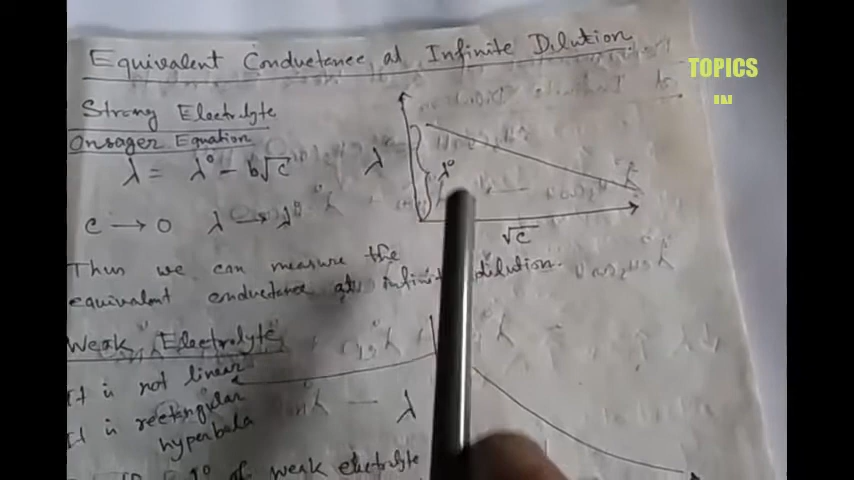 Equivalent Conductance at Infinite Dilution
TOPICS
IN
Strong Electrolyte
Onsager Equation
λ = λ° - b√c
λ
λ°
√c
c → 0 λ → λ°
Thus we can measure the
equivalent conductance at infinite dilution.
Weak Electrolyte
It is not linear
It is rectangular
hyperbola
λ
λ° of weak electrolyte